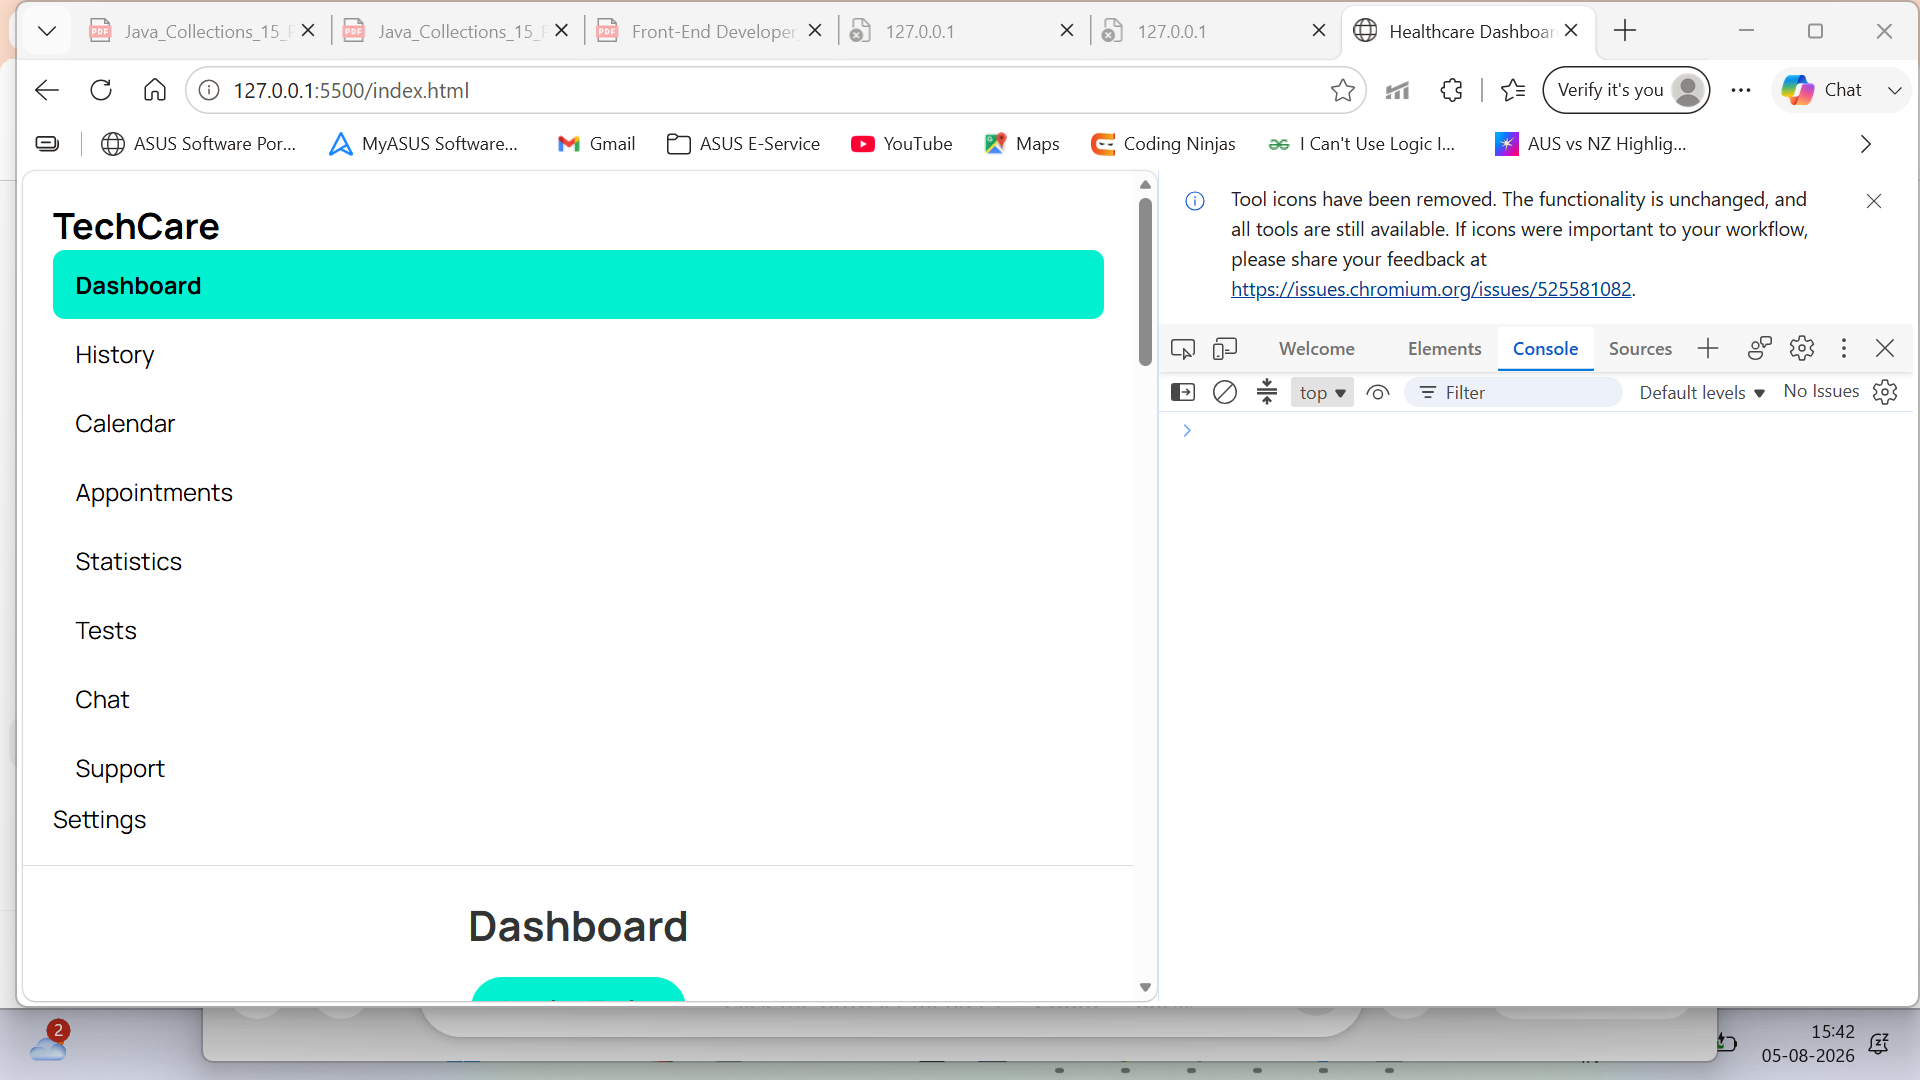 Java_Collections_15_
Java_Collections_15_
Front-End Developer
127.0.0.1
127.0.0.1
Healthcare Dashboar
127.0.0.1:5500/index.html
Verify it's you
Chat
ASUS Software Por...
MyASUS Software...
Gmail
ASUS E-Service
YouTube
Maps
Coding Ninjas
I Can't Use Logic I...
AUS vs NZ Highlig...
TechCare
Dashboard
History
Calendar
Appointments
Statistics
Tests
Chat
Support
Settings
Dashboard
Tool icons have been removed. The functionality is unchanged, and
all tools are still available. If icons were important to your workflow,
please share your feedback at
https://issues.chromium.org/issues/525581082.
Welcome
Elements
Console
Sources
top
Filter
Default levels
No Issues
2
15:42
05-08-2026